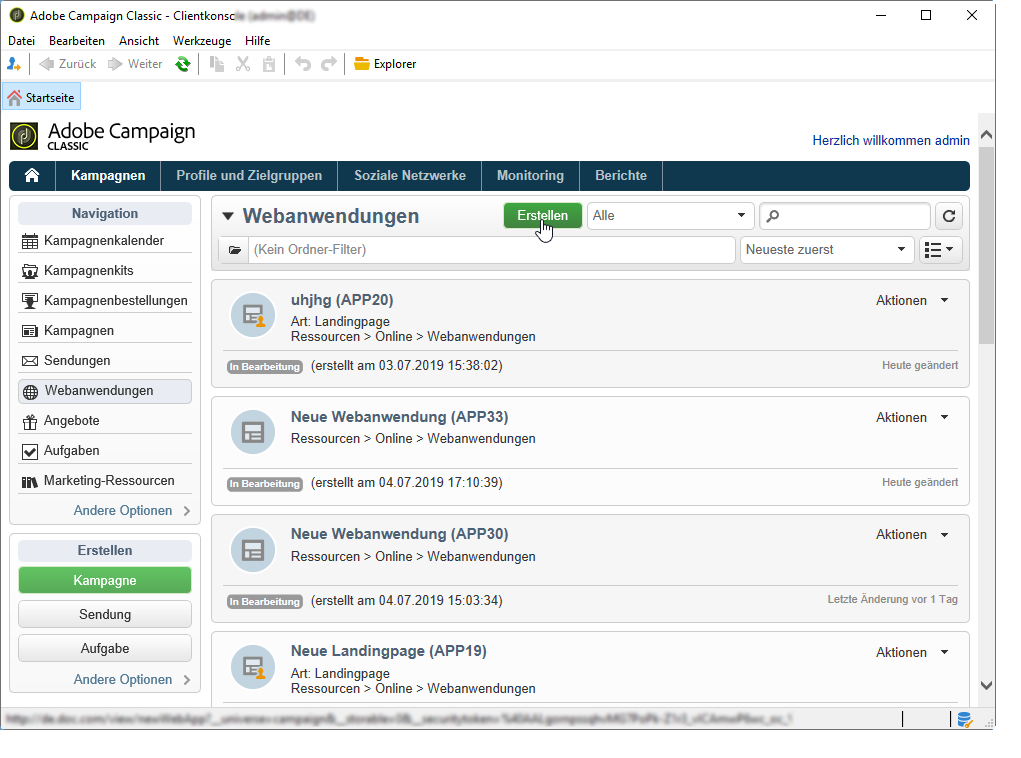 Adobe Campaign Classic - Clientkonsole (admin@DE)
Datei Bearbeiten Ansicht Werkzeuge Hilfe
Zurück Weiter Explorer
Startseite
Adobe Campaign
CLASSIC
Herzlich willkommen admin
Kampagnen Profile und Zielgruppen Soziale Netzwerke Monitoring Berichte
Navigation
Kampagnenkalender
Kampagnenkits
Kampagnenbestellungen
Kampagnen
Sendungen
Webanwendungen
Angebote
Aufgaben
Marketing-Ressourcen
Andere Optionen
Erstellen
Kampagne
Sendung
Aufgabe
Andere Optionen
Webanwendungen Erstellen Alle
(Kein Ordner-Filter) Neueste zuerst
uhjhg (APP20) Aktionen
Art: Landingpage
Ressourcen > Online > Webanwendungen
In Bearbeitung (erstellt am 03.07.2019 15:38:02) Heute geändert
Neue Webanwendung (APP33) Aktionen
Ressourcen > Online > Webanwendungen
In Bearbeitung (erstellt am 04.07.2019 17:10:39) Heute geändert
Neue Webanwendung (APP30) Aktionen
Ressourcen > Online > Webanwendungen
In Bearbeitung (erstellt am 04.07.2019 15:03:34) Letzte Änderung vor 1 Tag
Neue Landingpage (APP19) Aktionen
Art: Landingpage
Ressourcen > Online > Webanwendungen